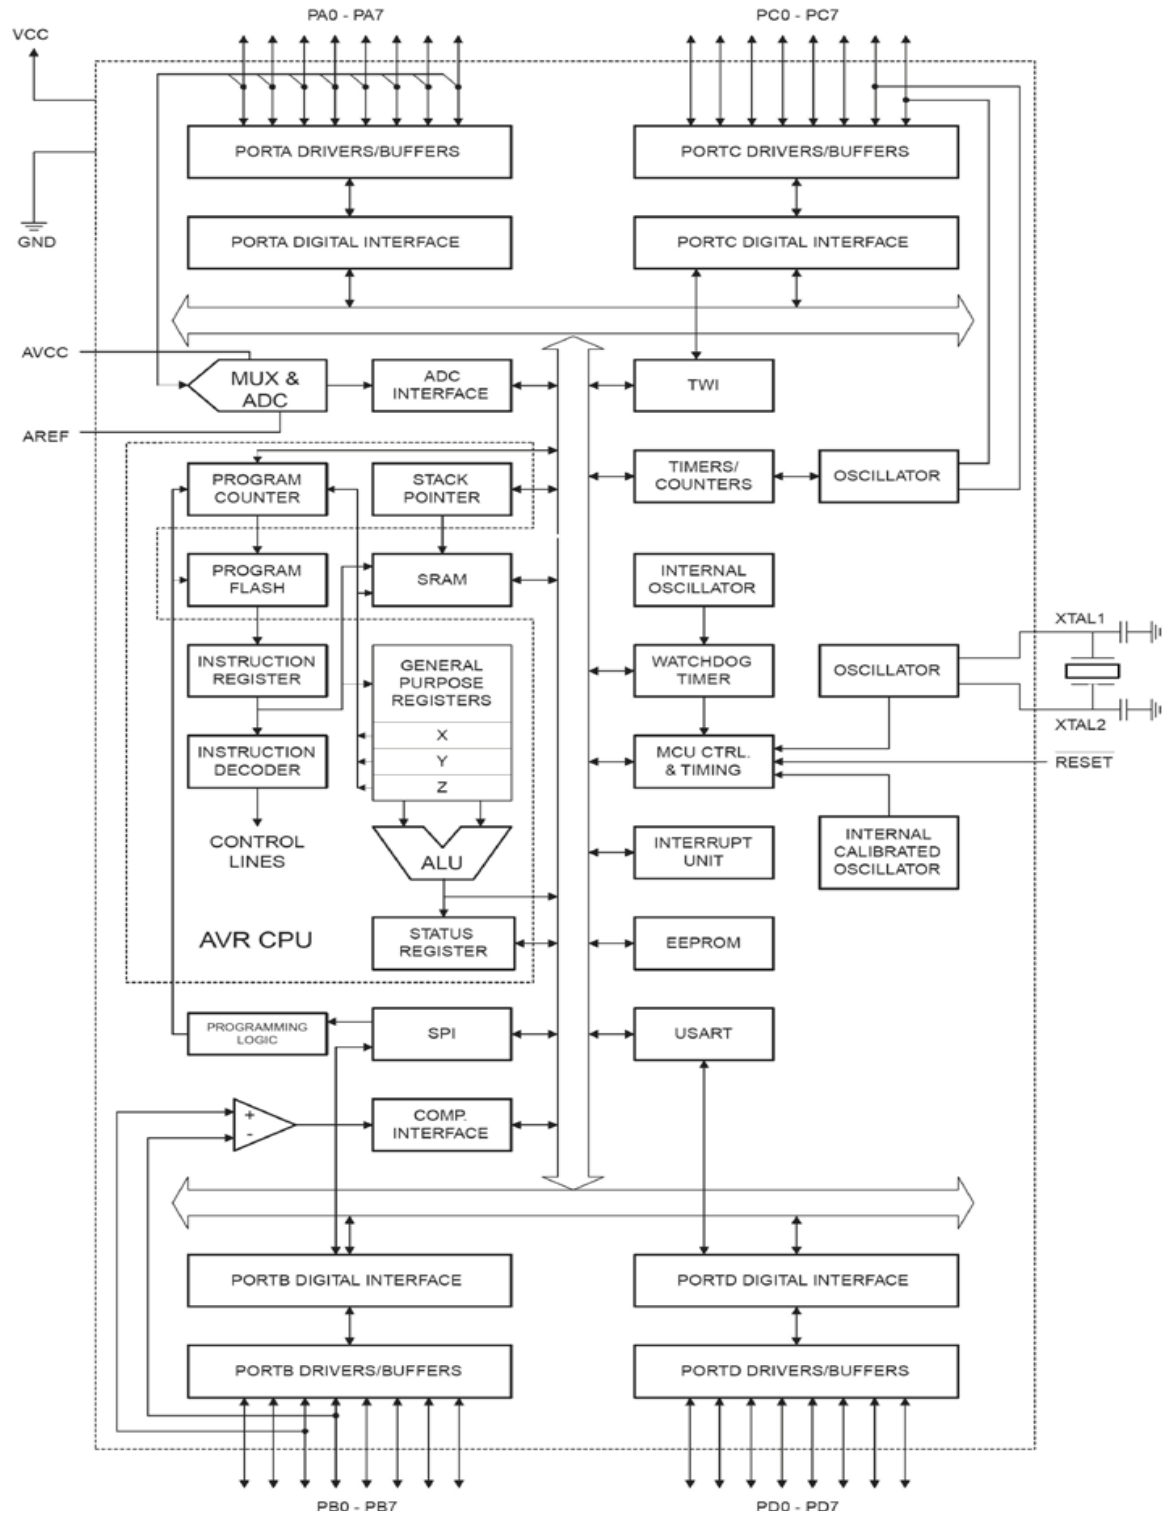 PA0 - PA7
PC0 - PC7
VCC
PORTA DRIVERS/BUFFERS
PORTC DRIVERS/BUFFERS
GND
PORTA DIGITAL INTERFACE
PORTC DIGITAL INTERFACE
AVCC
MUX &
ADC
ADC
INTERFACE
TWI
AREF
PROGRAM
COUNTER
STACK
POINTER
TIMERS/
COUNTERS
OSCILLATOR
PROGRAM
FLASH
SRAM
INTERNAL
OSCILLATOR
XTAL1
INSTRUCTION
REGISTER
GENERAL
PURPOSE
REGISTERS
WATCHDOG
TIMER
OSCILLATOR
XTAL2
X
Y
Z
INSTRUCTION
DECODER
MCU CTRL.
& TIMING
RESET
CONTROL
LINES
ALU
INTERRUPT
UNIT
INTERNAL
CALIBRATED
OSCILLATOR
AVR CPU
STATUS
REGISTER
EEPROM
PROGRAMMING
LOGIC
SPI
USART
+
-
COMP.
INTERFACE
PORTB DIGITAL INTERFACE
PORTD DIGITAL INTERFACE
PORTB DRIVERS/BUFFERS
PORTD DRIVERS/BUFFERS
PB0 - PB7
PD0 - PD7